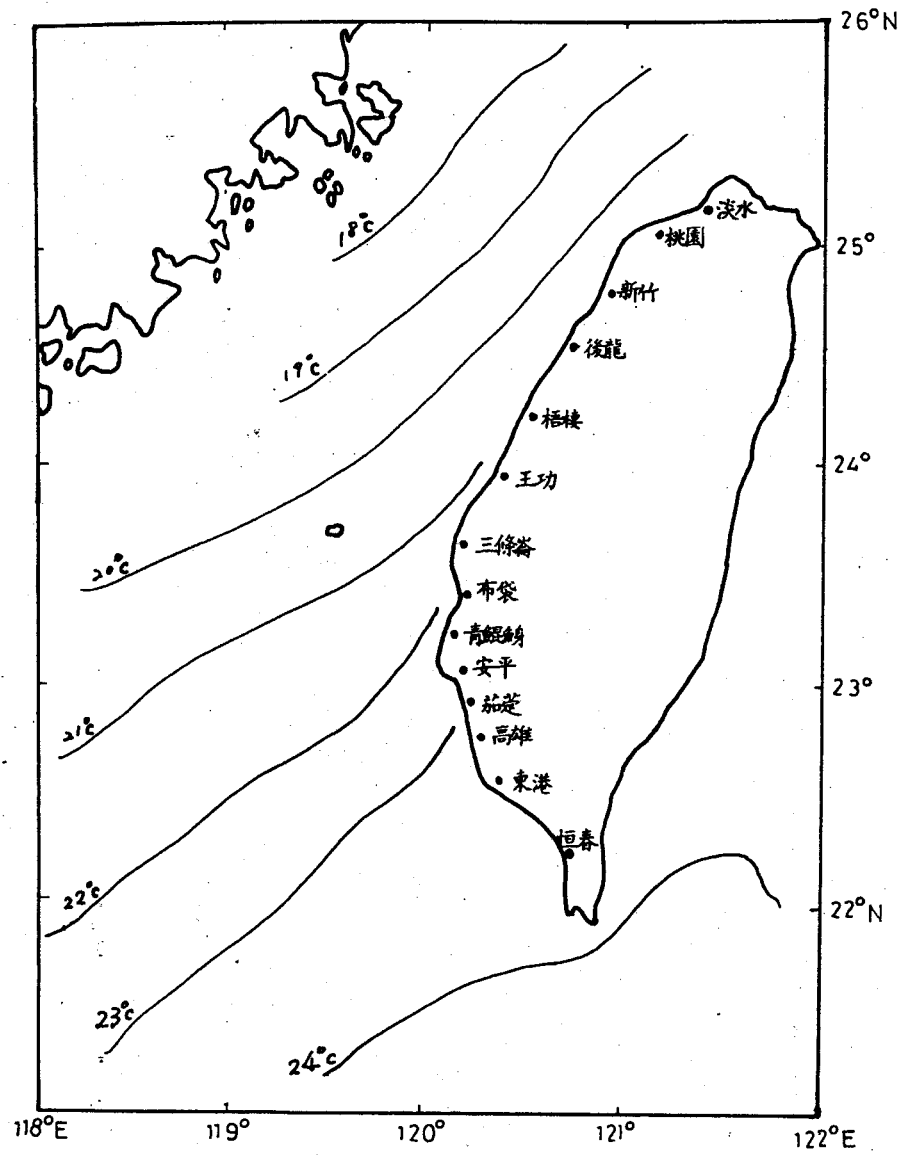 26°N
淡水
桃園
25°
18°C
新竹
後龍
19°C
梧棲
24°
王功
三條崙
20°C
布袋
青鯤鯓
安平
23°
茄萣
21°C
高雄
東港
恒春
22°C
22°N
23°C
24°C
118°E
119°
120°
121°
122°E